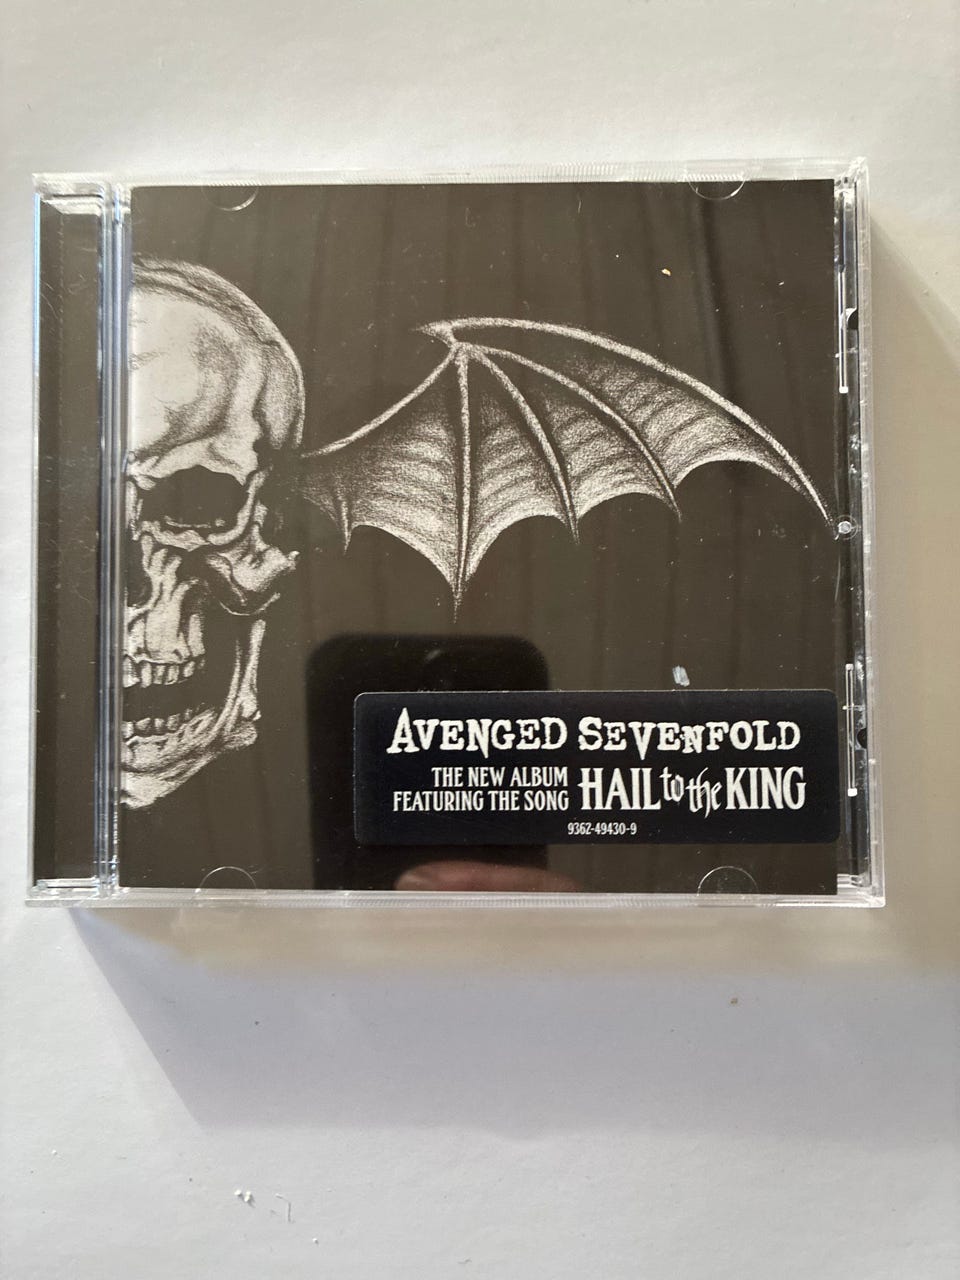 AVENGED SEVENFOLD
THE NEW ALBUM
FEATURING THE SONG HAIL to the KING
9362-49430-9